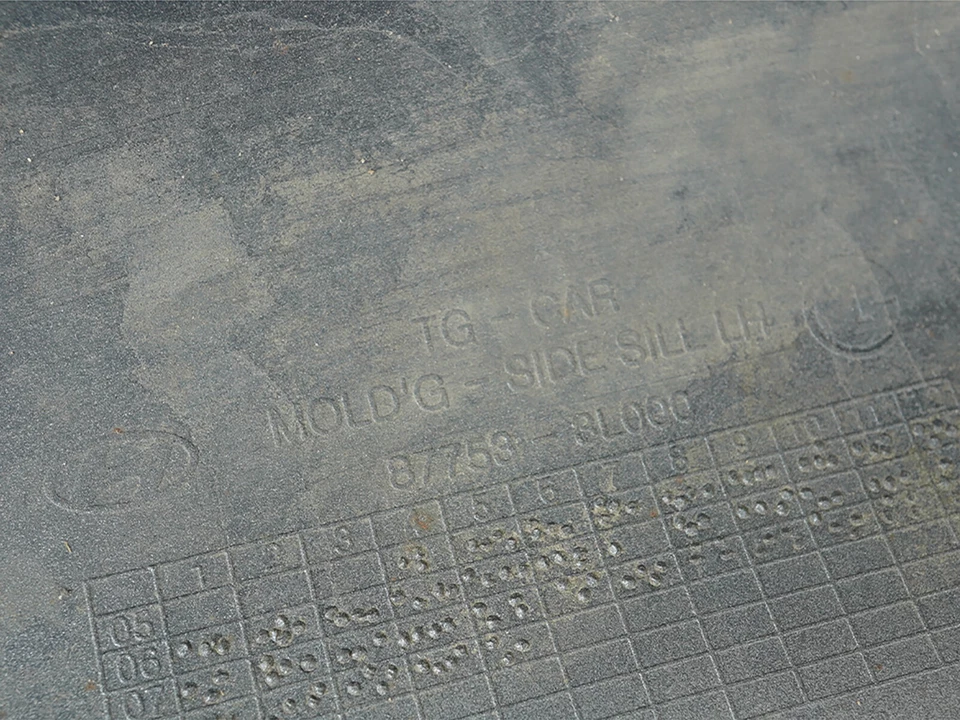 TG - CAR
MOLD'G - SIDE SILL LH
87753 - 3L000
1 2 3 4 5 6 7 8 9 10 11 12
05
06
07